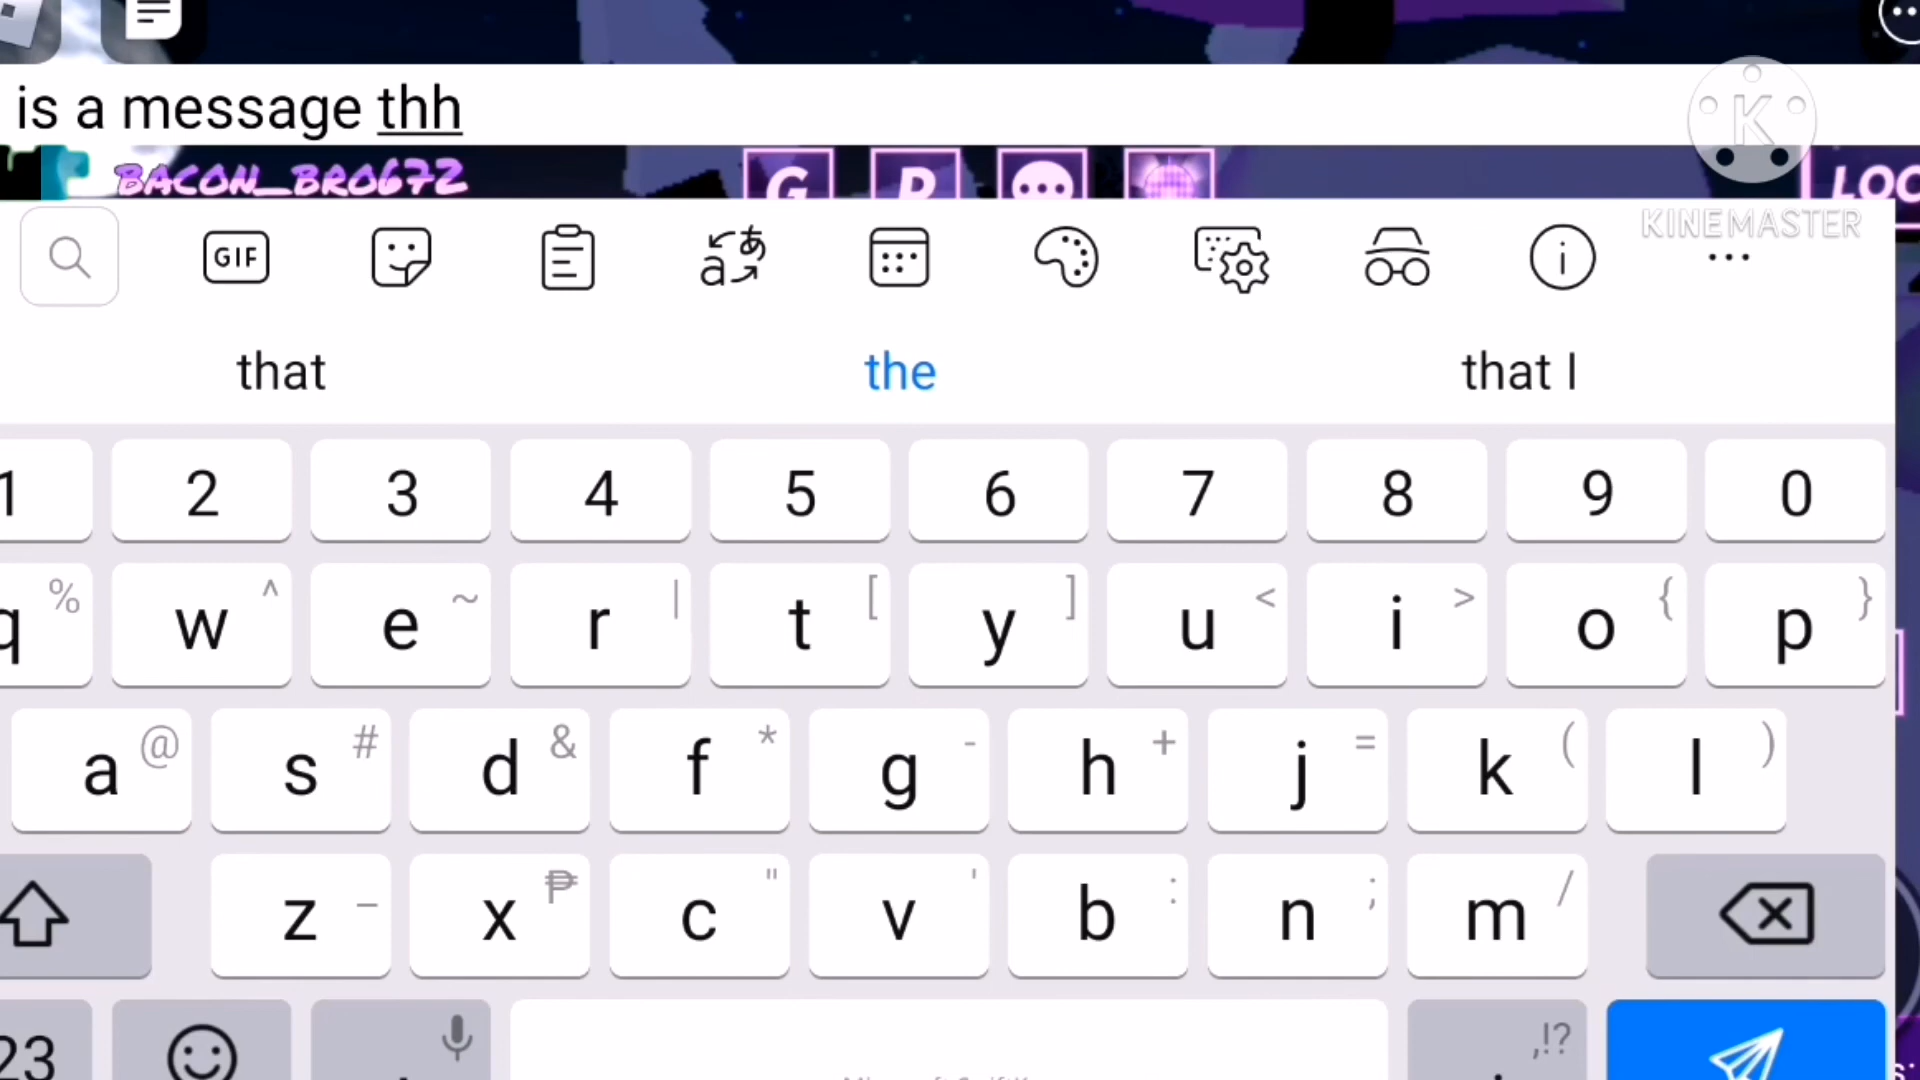 is a message thh
K
BACON_BRO672
G P LOC
KINEMASTER
GIF
that the that I
1 2 3 4 5 6 7 8 9 0
q % w ^ e ~ r | t [ y ] u < i > o { p }
a @ s # d & f * g - h + j = k ( l )
z _ x ₱ c " v ' b : n ; m /
23 ,!?